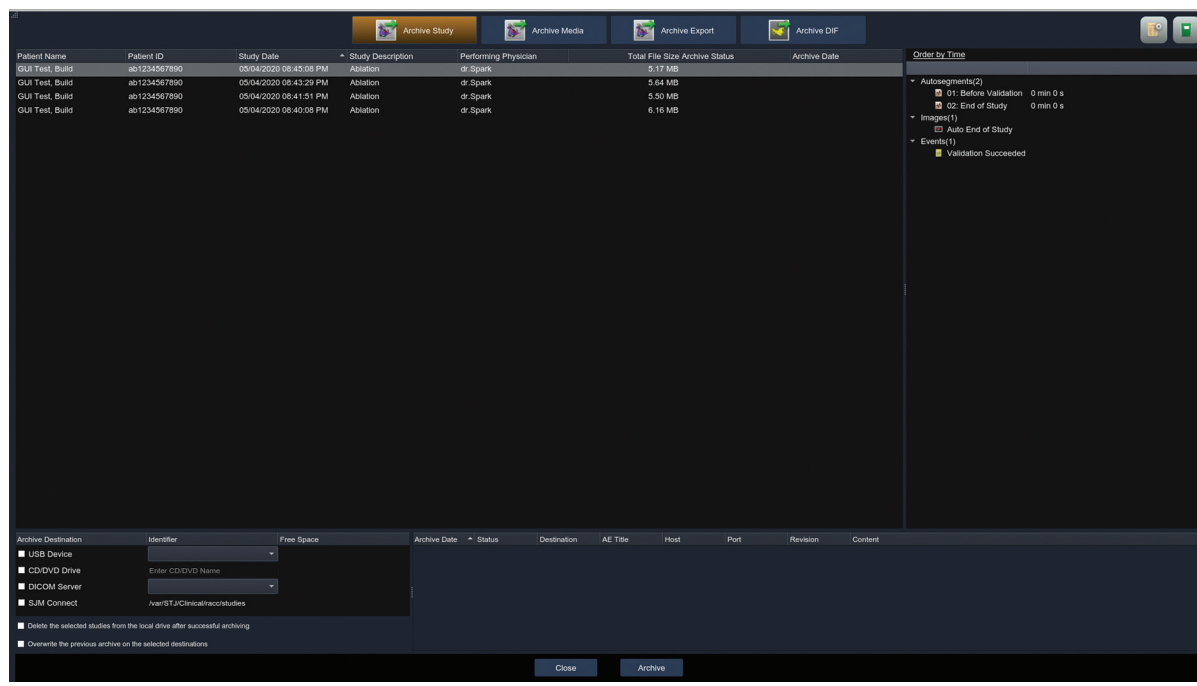 Archive Study Archive Media Archive Export Archive DIF
Patient Name Patient ID Study Date Study Description Performing Physician Total File Size Archive Status Archive Date
GUI Test, Build ab1234567890 05/04/2020 08:45:08 PM Ablation dr.Spark 5.17 MB
GUI Test, Build ab1234567890 05/04/2020 08:43:29 PM Ablation dr.Spark 5.64 MB
GUI Test, Build ab1234567890 05/04/2020 08:41:51 PM Ablation dr.Spark 5.50 MB
GUI Test, Build ab1234567890 05/04/2020 08:40:08 PM Ablation dr.Spark 6.16 MB
Order by Time
Autosegments(2)
01: Before Validation 0 min 0 s
02: End of Study 0 min 0 s
Images(1)
Auto End of Study
Events(1)
Validation Succeeded
Archive Destination Identifier Free Space
USB Device
CD/DVD Drive Enter CD/DVD Name
DICOM Server
SJM Connect /var/STJ/Clinical/racc/studies
Delete the selected studies from the local drive after successful archiving
Overwrite the previous archive on the selected destinations
Archive Date Status Destination AE Title Host Port Revision Content
Close Archive